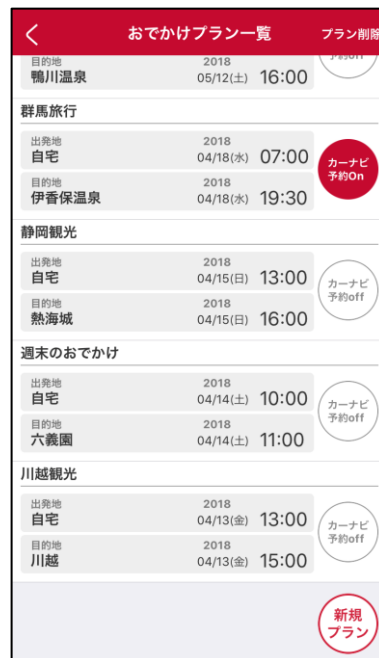 おでかけプラン一覧 プラン削除
目的地 2018
鴨川温泉 05/12(土) 16:00
群馬旅行
出発地 2018
自宅 04/18(水) 07:00
カーナビ
予約On
目的地 2018
伊香保温泉 04/18(水) 19:30
静岡観光
出発地 2018
自宅 04/15(日) 13:00
カーナビ
予約off
目的地 2018
熱海城 04/15(日) 16:00
週末のおでかけ
出発地 2018
自宅 04/14(土) 10:00
カーナビ
予約off
目的地 2018
六義園 04/14(土) 11:00
川越観光
出発地 2018
自宅 04/13(金) 13:00
カーナビ
予約off
目的地 2018
川越 04/13(金) 15:00
新規
プラン